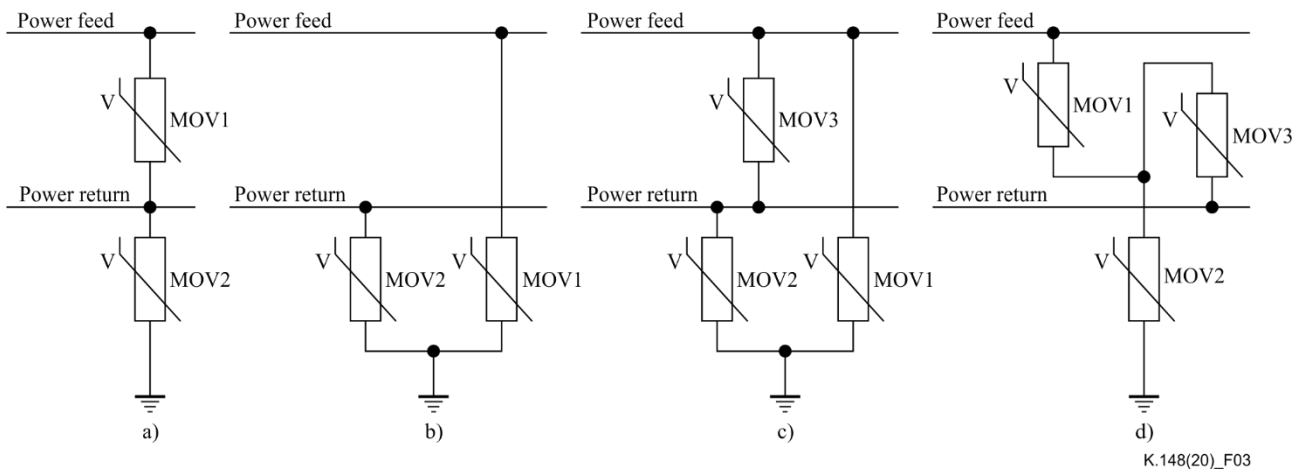 Power feed
V
MOV1
Power return
V
MOV2
a)
Power feed
Power return
V
MOV2
V
MOV1
b)
Power feed
V
MOV3
Power return
V
MOV2
V
MOV1
c)
Power feed
V
MOV1
V
MOV3
Power return
V
MOV2
d)
K.148(20)_F03